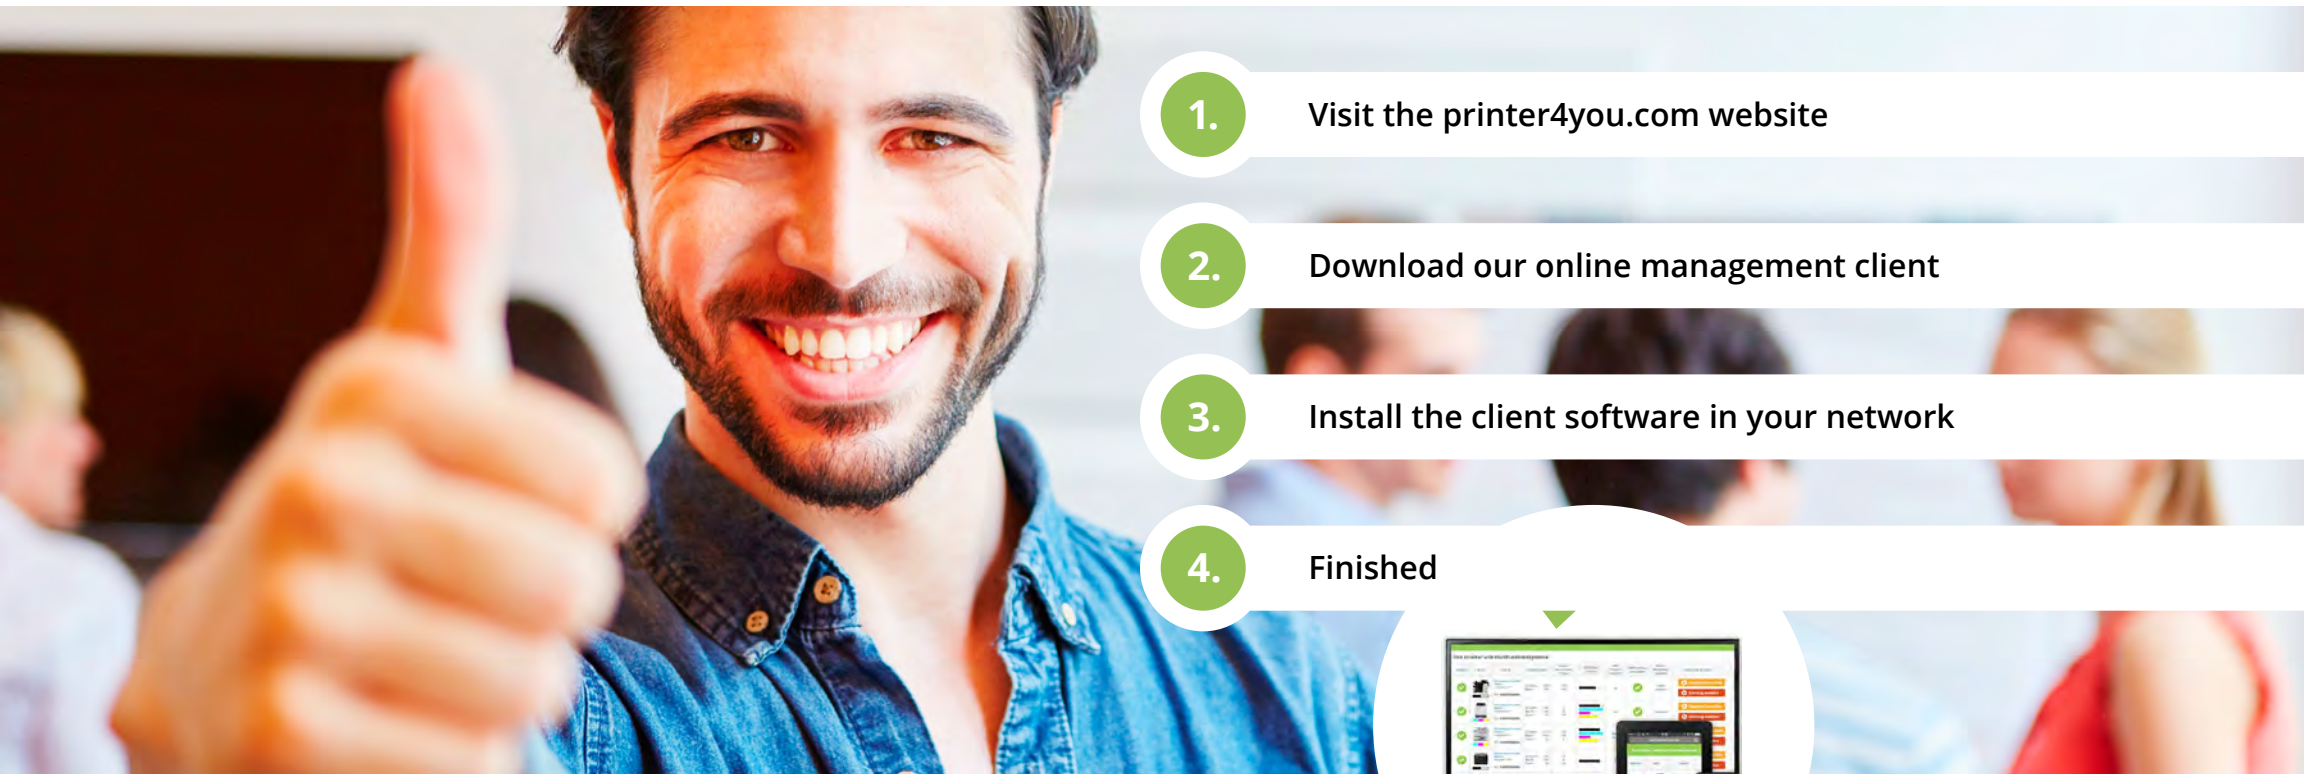 1.
Visit the printer4you.com website
2.
Download our online management client
3.
Install the client software in your network
4.
Finished